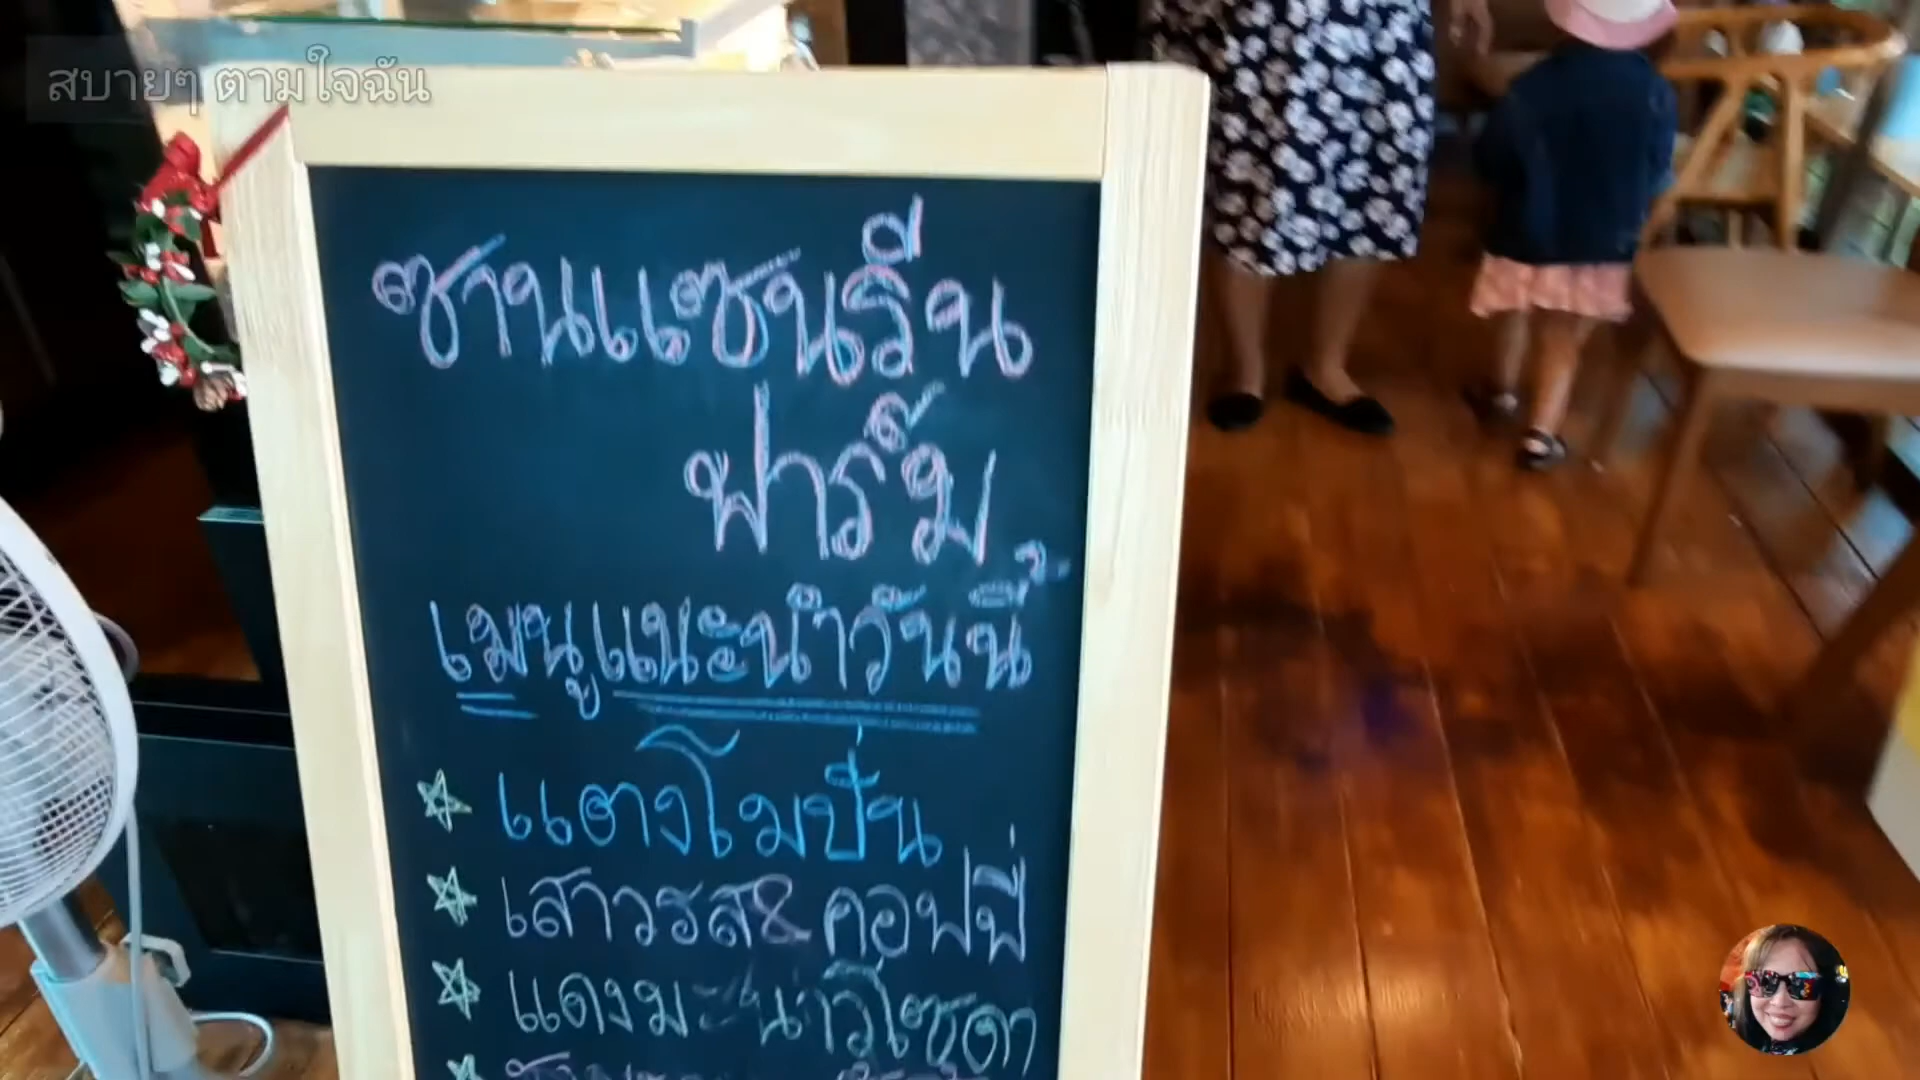 สบายๆ ตามใจฉัน
ซานแซนรีน
ฟาร์ม
เมนูแนะนำวันนี้
แตงโมปั่น
เสาวรส & คอฟฟี่
แดงมะนาวโซดา